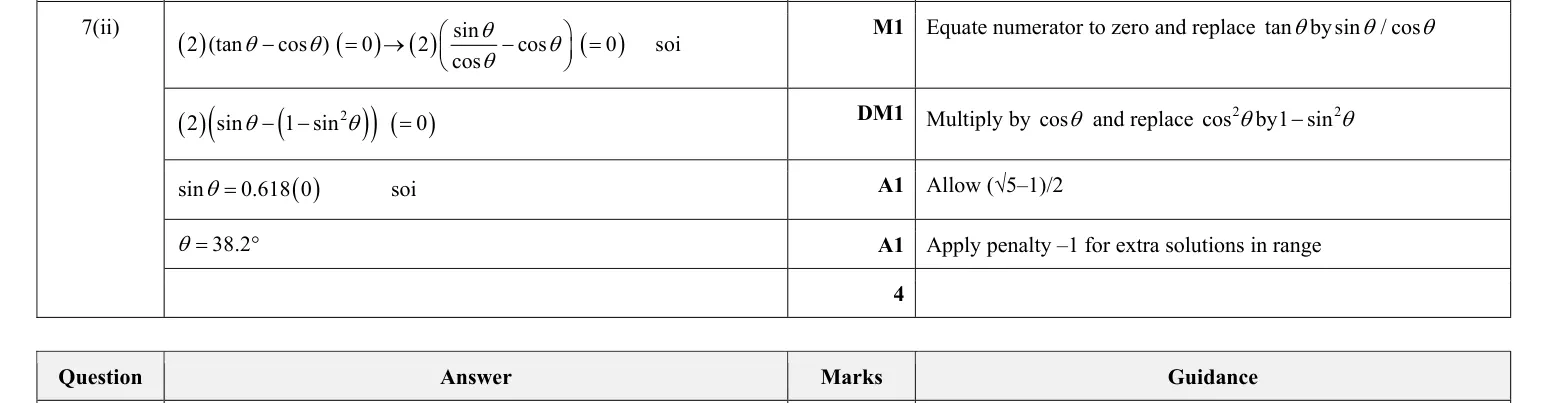 7(ii) (2)(tan θ − cos θ) (= 0) → (2)(sin θ / cos θ − cos θ) (= 0) soi M1 Equate numerator to zero and replace tan θ by sin θ / cos θ
(2)(sin θ − (1 − sin²θ)) (= 0) DM1 Multiply by cos θ and replace cos²θ by 1 − sin²θ
sin θ = 0.618(0) soi A1 Allow (√5–1)/2
θ = 38.2° A1 Apply penalty –1 for extra solutions in range
4
Question Answer Marks Guidance